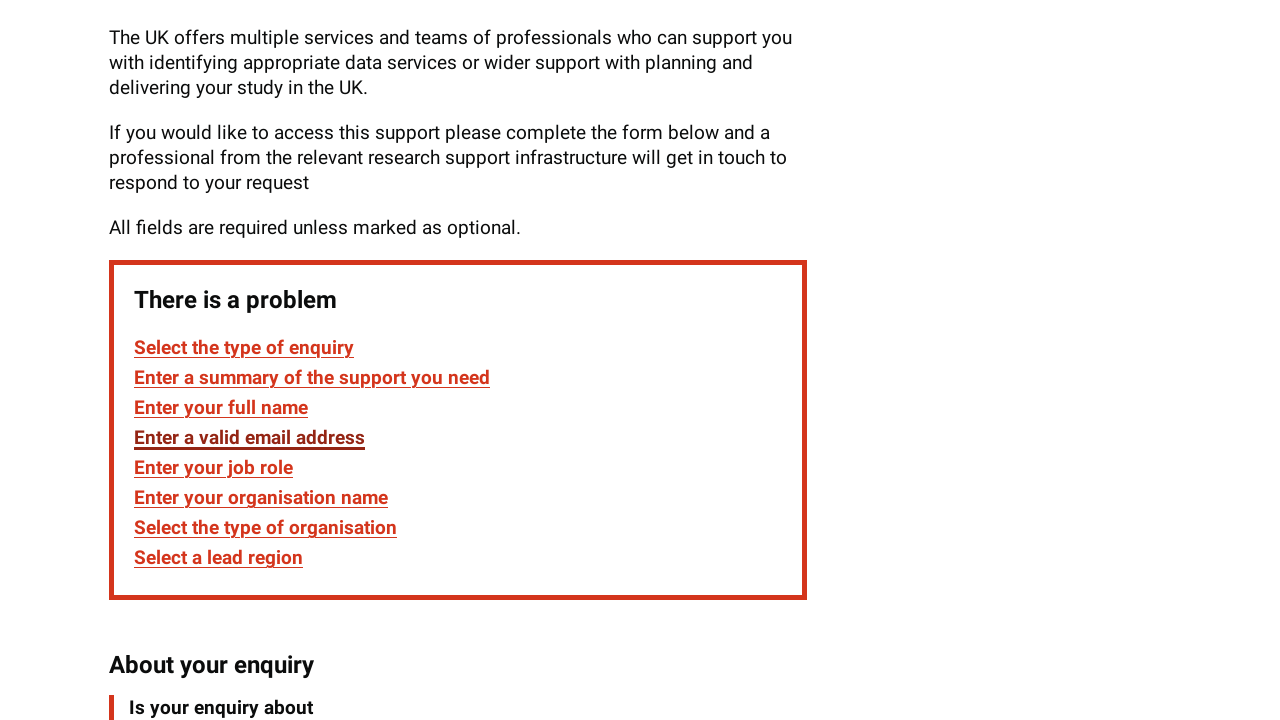 The UK offers multiple services and teams of professionals who can support you
with identifying appropriate data services or wider support with planning and
delivering your study in the UK.
If you would like to access this support please complete the form below and a
professional from the relevant research support infrastructure will get in touch to
respond to your request
All fields are required unless marked as optional.
There is a problem
Select the type of enquiry
Enter a summary of the support you need
Enter your full name
Enter a valid email address
Enter your job role
Enter your organisation name
Select the type of organisation
Select a lead region
About your enquiry
Is your enquiry about